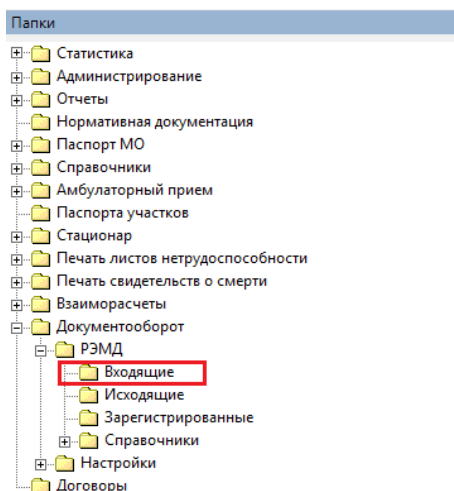 Папки
Статистика
Администрирование
Отчеты
Нормативная документация
Паспорт МО
Справочники
Амбулаторный прием
Паспорта участков
Стационар
Печать листов нетрудоспособности
Печать свидетельств о смерти
Взаиморасчеты
Документооборот
РЭМД
Входящие
Исходящие
Зарегистрированные
Справочники
Настройки
Договоры